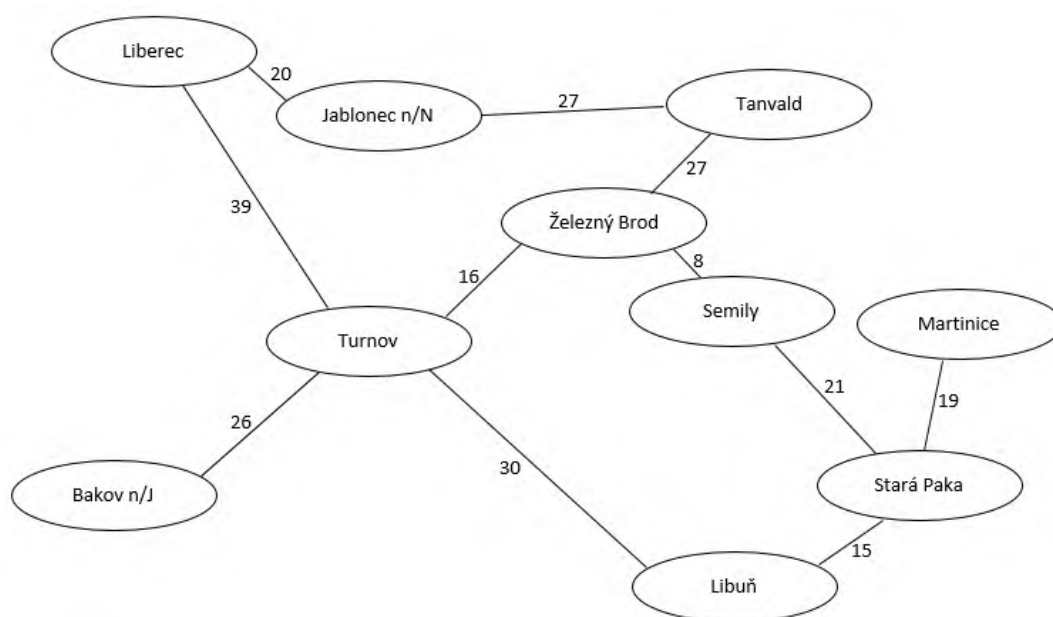 Liberec
20
Jablonec n/N
27
Tanvald
27
39
Železný Brod
16
8
Semily
Martinice
Turnov
21
19
26
30
Stará Paka
Bakov n/J
15
Libuň